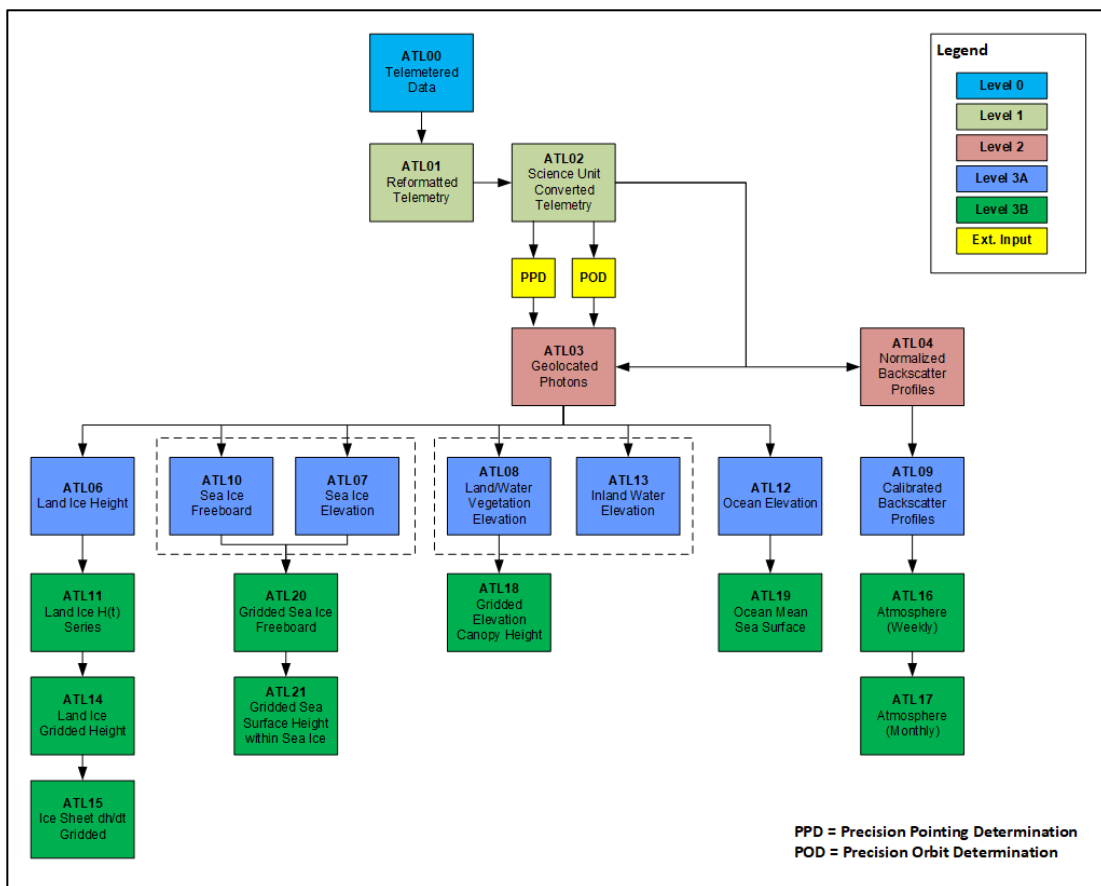 ATL00
Telemetered
Data
Legend
Level 0
Level 1
Level 2
Level 3A
Level 3B
Ext. Input
ATL01
Reformatted
Telemetry
ATL02
Science Unit
Converted
Telemetry
PPD
POD
ATL03
Geolocated
Photons
ATL04
Normalized
Backscatter
Profiles
ATL06
Land Ice Height
ATL10
Sea Ice
Freeboard
ATL07
Sea Ice
Elevation
ATL08
Land/Water
Vegetation
Elevation
ATL13
Inland Water
Elevation
ATL12
Ocean Elevation
ATL09
Calibrated
Backscatter
Profiles
ATL11
Land Ice H(t)
Series
ATL20
Gridded Sea Ice
Freeboard
ATL18
Gridded
Elevation
Canopy Height
ATL19
Ocean Mean
Sea Surface
ATL16
Atmosphere
(Weekly)
ATL14
Land Ice
Gridded Height
ATL21
Gridded Sea
Surface Height
within Sea Ice
ATL17
Atmosphere
(Monthly)
ATL15
Ice Sheet dh/dt
Gridded
PPD = Precision Pointing Determination
POD = Precision Orbit Determination